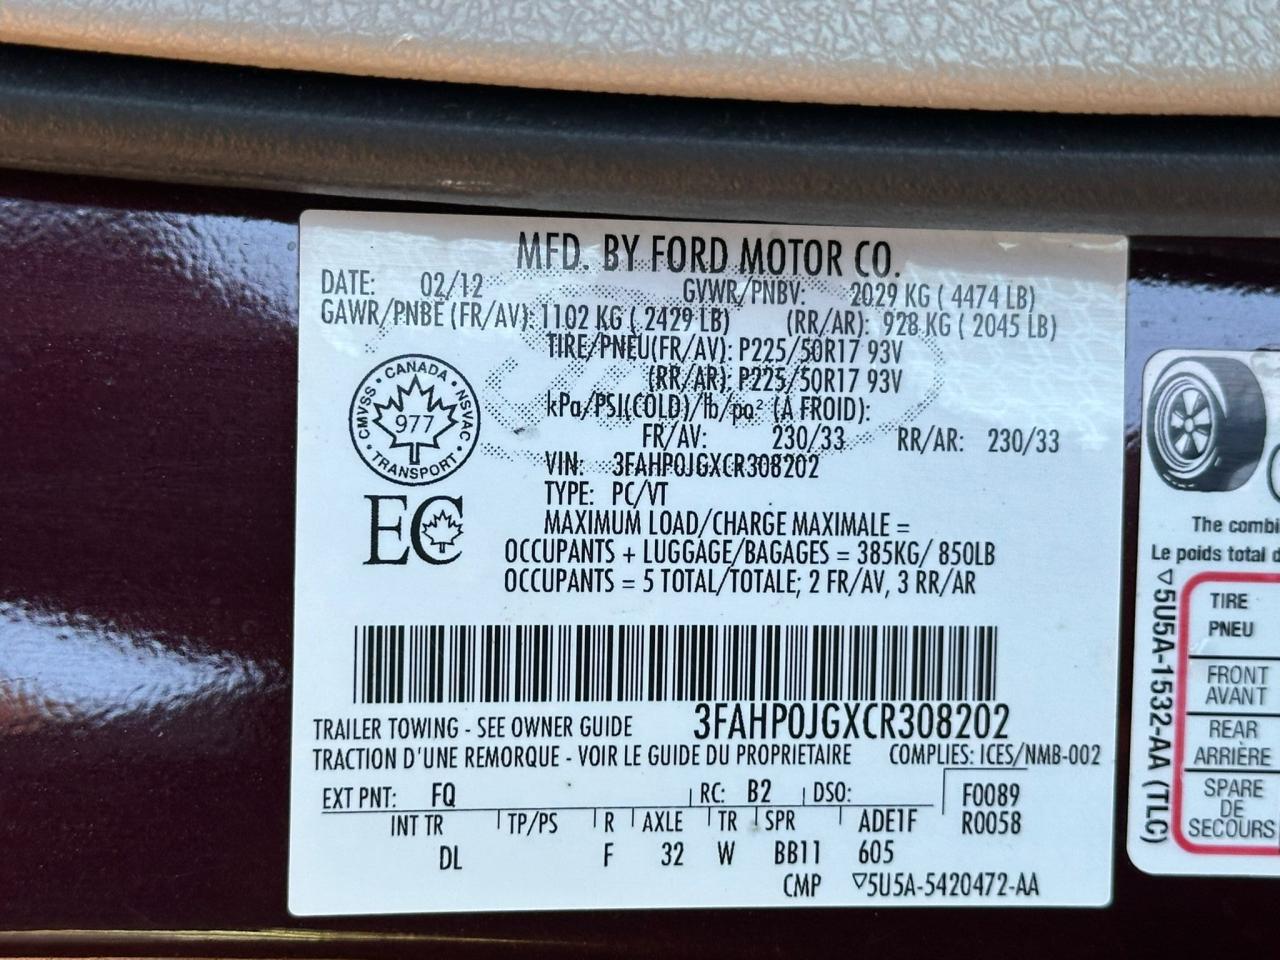 MFD. BY FORD MOTOR CO.
DATE: 02/12 GVWR/PNBV: 2029 KG ( 4474 LB)
GAWR/PNBE (FR/AV): 1102 KG ( 2429 LB) (RR/AR): 928 KG ( 2045 LB)
TIRE/PNEU(FR/AV): P225/50R17 93V
(RR/AR): P225/50R17 93V
kPa/PSI(COLD)/lb/po² (A FROID):
FR/AV: 230/33 RR/AR: 230/33
VIN: 3FAHP0JGXCR308202
TYPE: PC/VT
MAXIMUM LOAD/CHARGE MAXIMALE =
OCCUPANTS + LUGGAGE/BAGAGES = 385KG/ 850LB
OCCUPANTS = 5 TOTAL/TOTALE; 2 FR/AV, 3 RR/AR
CANADA
CMVSS • NSVAC
977
TRANSPORT
EC
3FAHP0JGXCR308202
TRAILER TOWING - SEE OWNER GUIDE
TRACTION D'UNE REMORQUE - VOIR LE GUIDE DU PROPRIETAIRE COMPLIES: ICES/NMB-002
EXT PNT: FQ RC: B2 DSO: F0089
INT TR TP/PS R AXLE TR SPR ADE1F R0058
DL F 32 W BB11 605
CMP ▽5U5A-5420472-AA
The combi
Le poids total d
▽5U5A-1532-AA (TLC)
TIRE
PNEU
FRONT
AVANT
REAR
ARRIÈRE
SPARE
DE
SECOURS